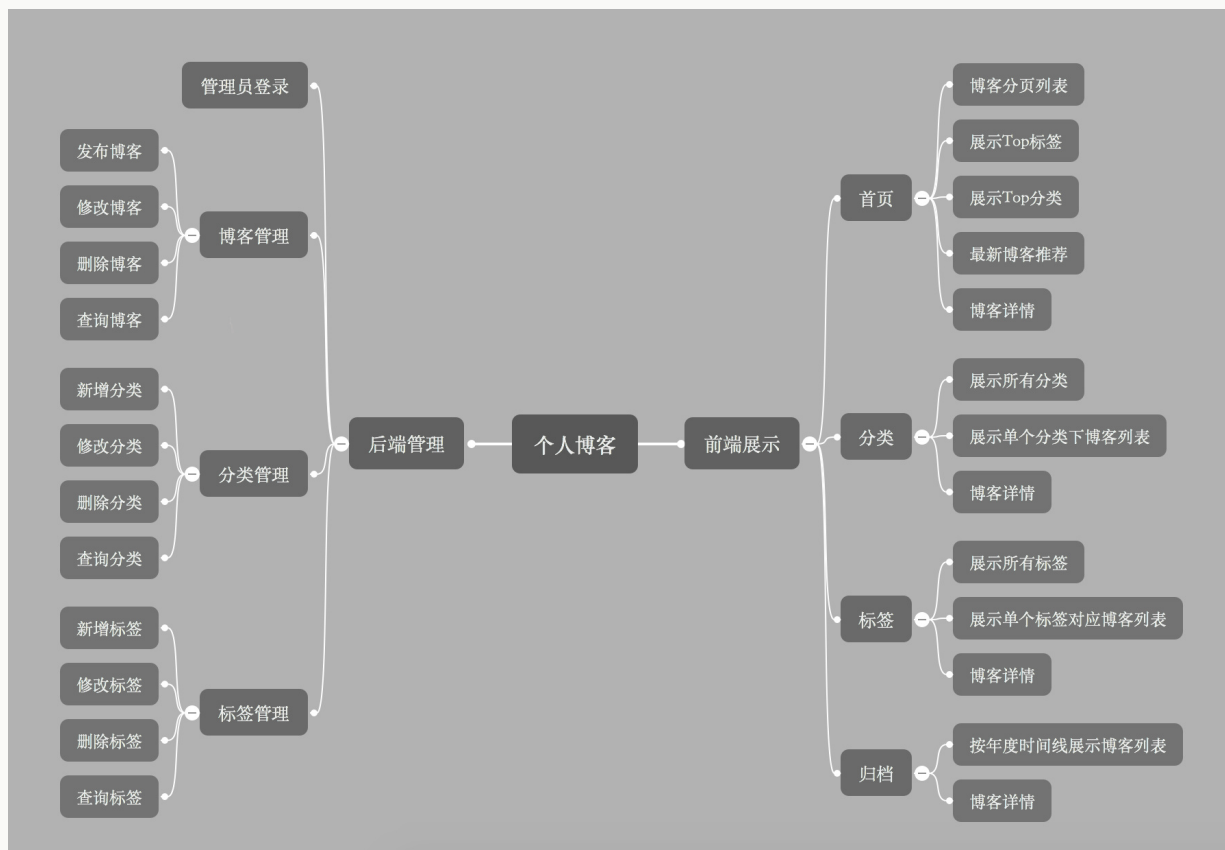 个人博客
后端管理
管理员登录
博客管理
发布博客
修改博客
删除博客
查询博客
分类管理
新增分类
修改分类
删除分类
查询分类
标签管理
新增标签
修改标签
删除标签
查询标签
前端展示
首页
博客分页列表
展示Top标签
展示Top分类
最新博客推荐
博客详情
分类
展示所有分类
展示单个分类下博客列表
博客详情
标签
展示所有标签
展示单个标签对应博客列表
博客详情
归档
按年度时间线展示博客列表
博客详情